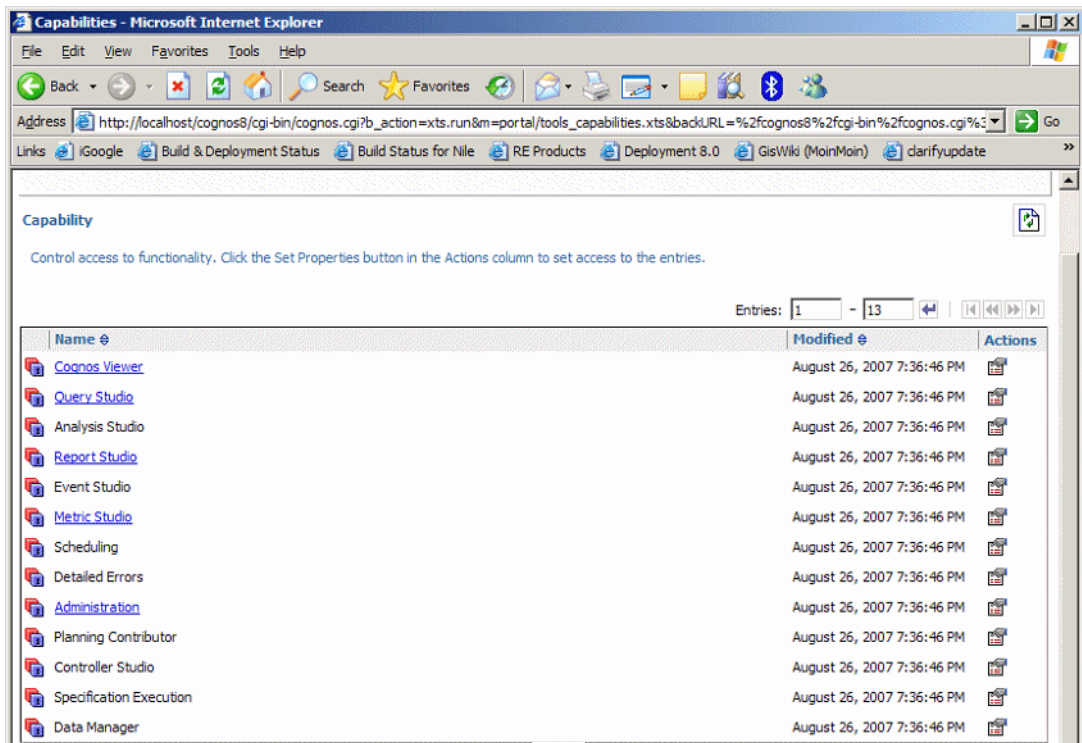 Capabilities - Microsoft Internet Explorer
File Edit View Favorites Tools Help
Back Search Favorites
Address http://localhost/cognos8/cgi-bin/cognos.cgi?b_action=xts.run&m=portal/tools_capabilities.xts&backURL=%2fcognos8%2fcgi-bin%2fcognos.cgi%3 Go
Links iGoogle Build & Deployment Status Build Status for Nile RE Products Deployment 8.0 GisWiki (MoinMoin) clarifyupdate »
Capability
Control access to functionality. Click the Set Properties button in the Actions column to set access to the entries.
Entries: 1 - 13
Name Modified Actions
Cognos Viewer August 26, 2007 7:36:46 PM
Query Studio August 26, 2007 7:36:46 PM
Analysis Studio August 26, 2007 7:36:46 PM
Report Studio August 26, 2007 7:36:46 PM
Event Studio August 26, 2007 7:36:46 PM
Metric Studio August 26, 2007 7:36:46 PM
Scheduling August 26, 2007 7:36:46 PM
Detailed Errors August 26, 2007 7:36:46 PM
Administration August 26, 2007 7:36:46 PM
Planning Contributor August 26, 2007 7:36:46 PM
Controller Studio August 26, 2007 7:36:46 PM
Specification Execution August 26, 2007 7:36:46 PM
Data Manager August 26, 2007 7:36:46 PM